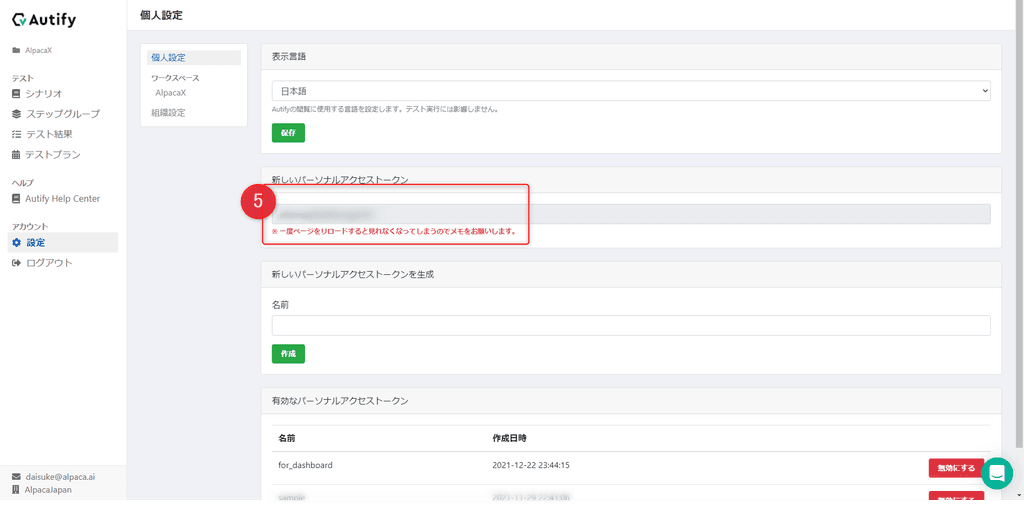 Autify
個人設定
AlpacaX
テスト
シナリオ
ステップグループ
テスト結果
テストプラン
ヘルプ
Autify Help Center
アカウント
設定
ログアウト
daisuke@alpaca.ai
AlpacaJapan
個人設定
ワークスペース
AlpacaX
組織設定
表示言語
日本語
Autifyの閲覧に使用する言語を設定します。テスト実行には影響しません。
保存
新しいパーソナルアクセストークン
5
※ 一度ページをリロードすると見れなくなってしまうのでメモをお願いします。
新しいパーソナルアクセストークンを生成
名前
作成
有効なパーソナルアクセストークン
名前 作成日時
for_dashboard 2021-12-22 23:44:15 無効にする
sample 無効にする